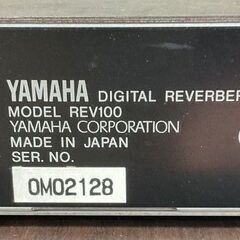 YAMAHA DIGITAL REVERBER
MODEL REV100
YAMAHA CORPORATION
MADE IN JAPAN
SER. NO.
OM02128